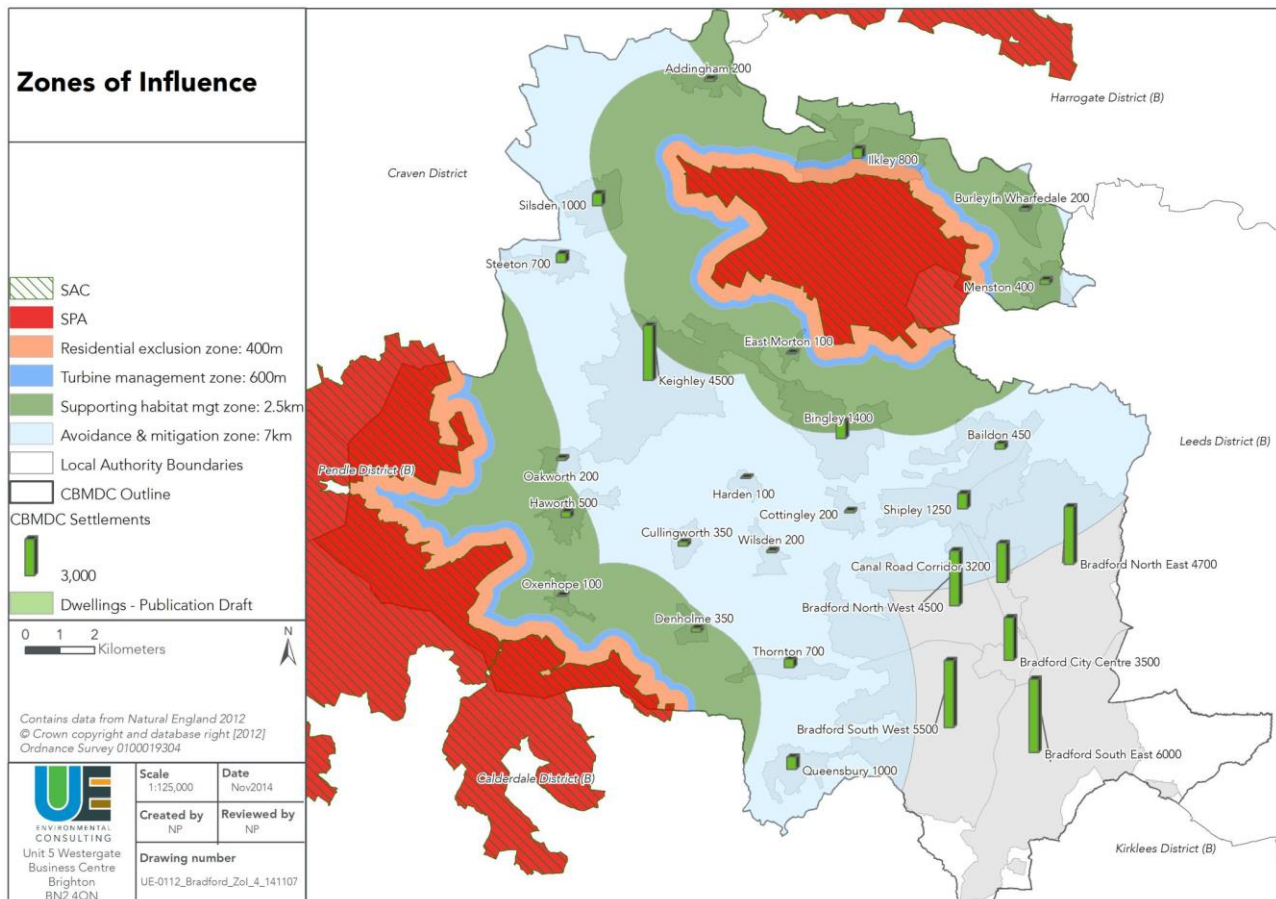 Zones of Influence
SAC
SPA
Residential exclusion zone: 400m
Turbine management zone: 600m
Supporting habitat mgt zone: 2.5km
Avoidance & mitigation zone: 7km
Local Authority Boundaries
CBMDC Outline
CBMDC Settlements
3,000
Dwellings - Publication Draft
0 1 2
Kilometers
N
Contains data from Natural England 2012
© Crown copyright and database right [2012]
Ordnance Survey 0100019304
UE
ENVIRONMENTAL
CONSULTING
Unit 5 Westergate
Business Centre
Brighton
BN2 4QN
Scale
1:125,000
Date
Nov2014
Created by
NP
Reviewed by
NP
Drawing number
UE-0112_Bradford_ZoI_4_141107
Addingham 200
Harrogate District (B)
Ilkley 800
Craven District
Silsden 1000
Burley in Wharfedale 200
Steeton 700
Menston 400
East Morton 100
Keighley 4500
Bingley 1400
Baildon 450
Leeds District (B)
Pendle District (B)
Oakworth 200
Harden 100
Haworth 500
Cottingley 200
Shipley 1250
Cullingworth 350
Wilsden 200
Canal Road Corridor 3200
Bradford North East 4700
Oxenhope 100
Bradford North West 4500
Denholme 350
Thornton 700
Bradford City Centre 3500
Bradford South West 5500
Bradford South East 6000
Queensbury 1000
Calderdale District (B)
Kirklees District (B)